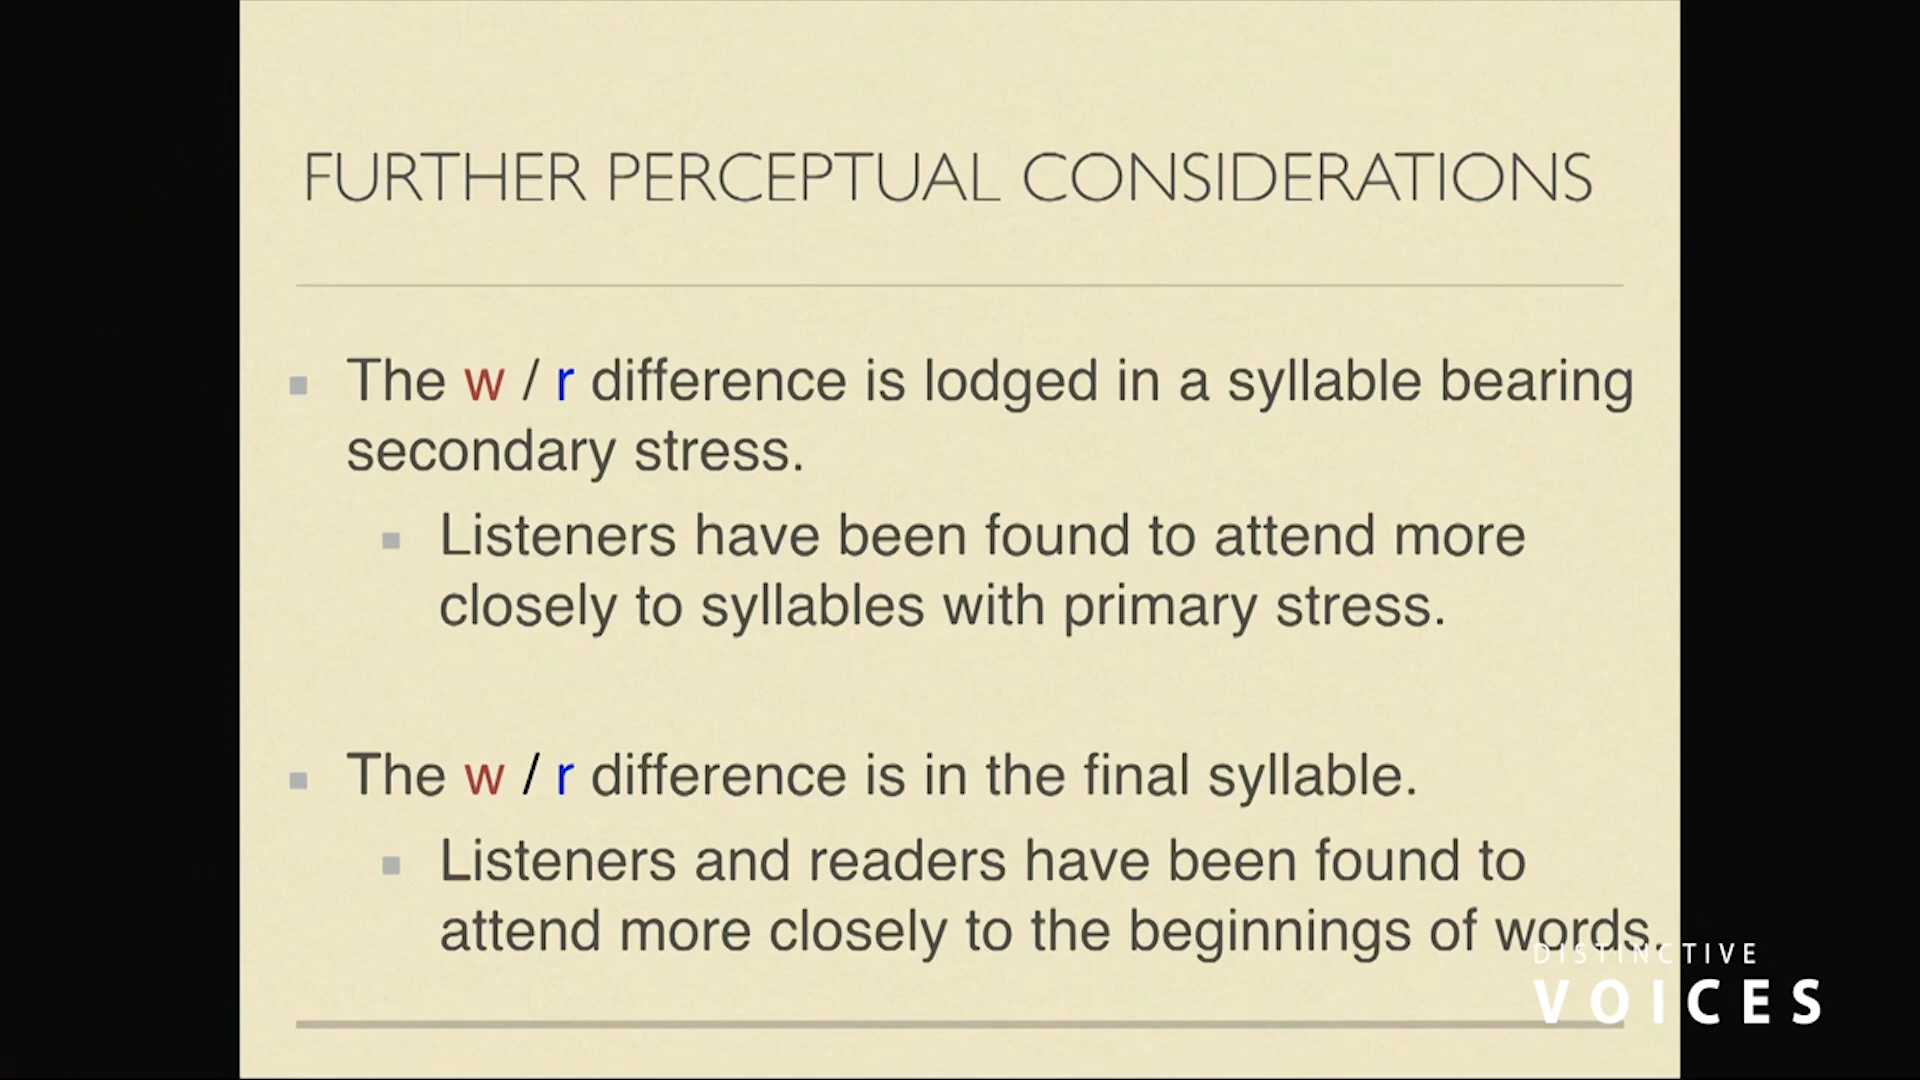 FURTHER PERCEPTUAL CONSIDERATIONS
The w / r difference is lodged in a syllable bearing
secondary stress.
Listeners have been found to attend more
closely to syllables with primary stress.
The w / r difference is in the final syllable.
Listeners and readers have been found to
attend more closely to the beginnings of words.
DISTINCTIVE
VOICES